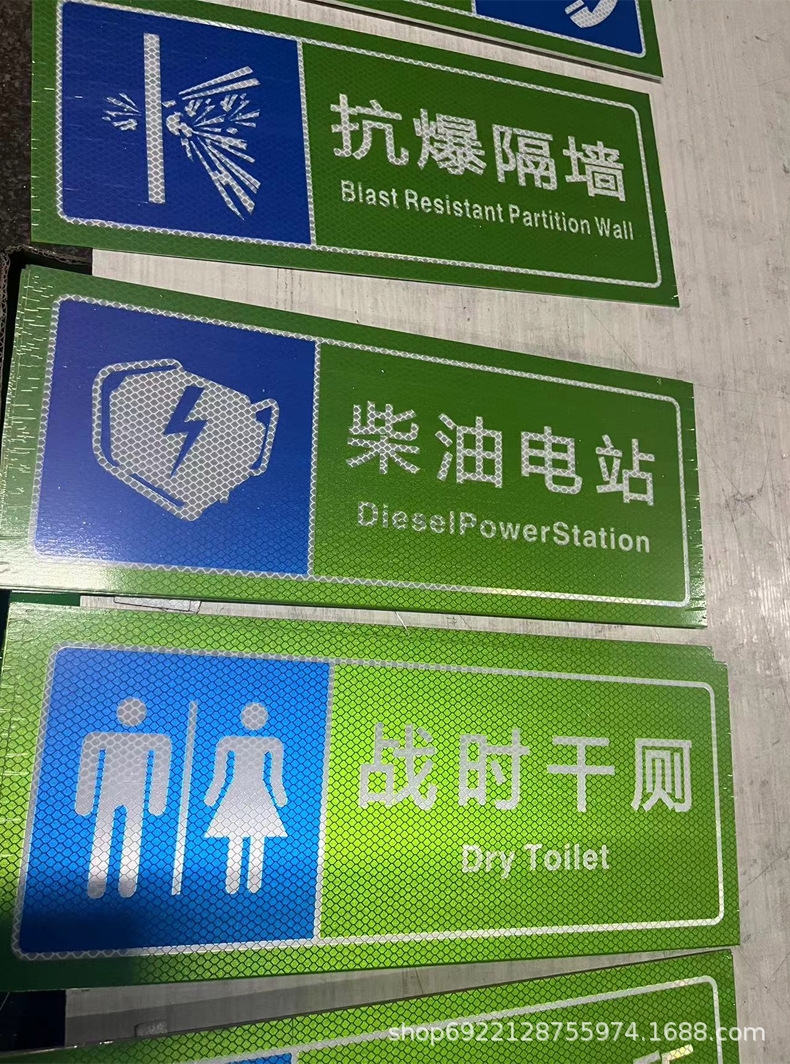 抗爆隔墙
Blast Resistant Partition Wall
柴油电站
DieselPowerStation
战时干厕
Dry Toilet
shop6922128755974.1688.com